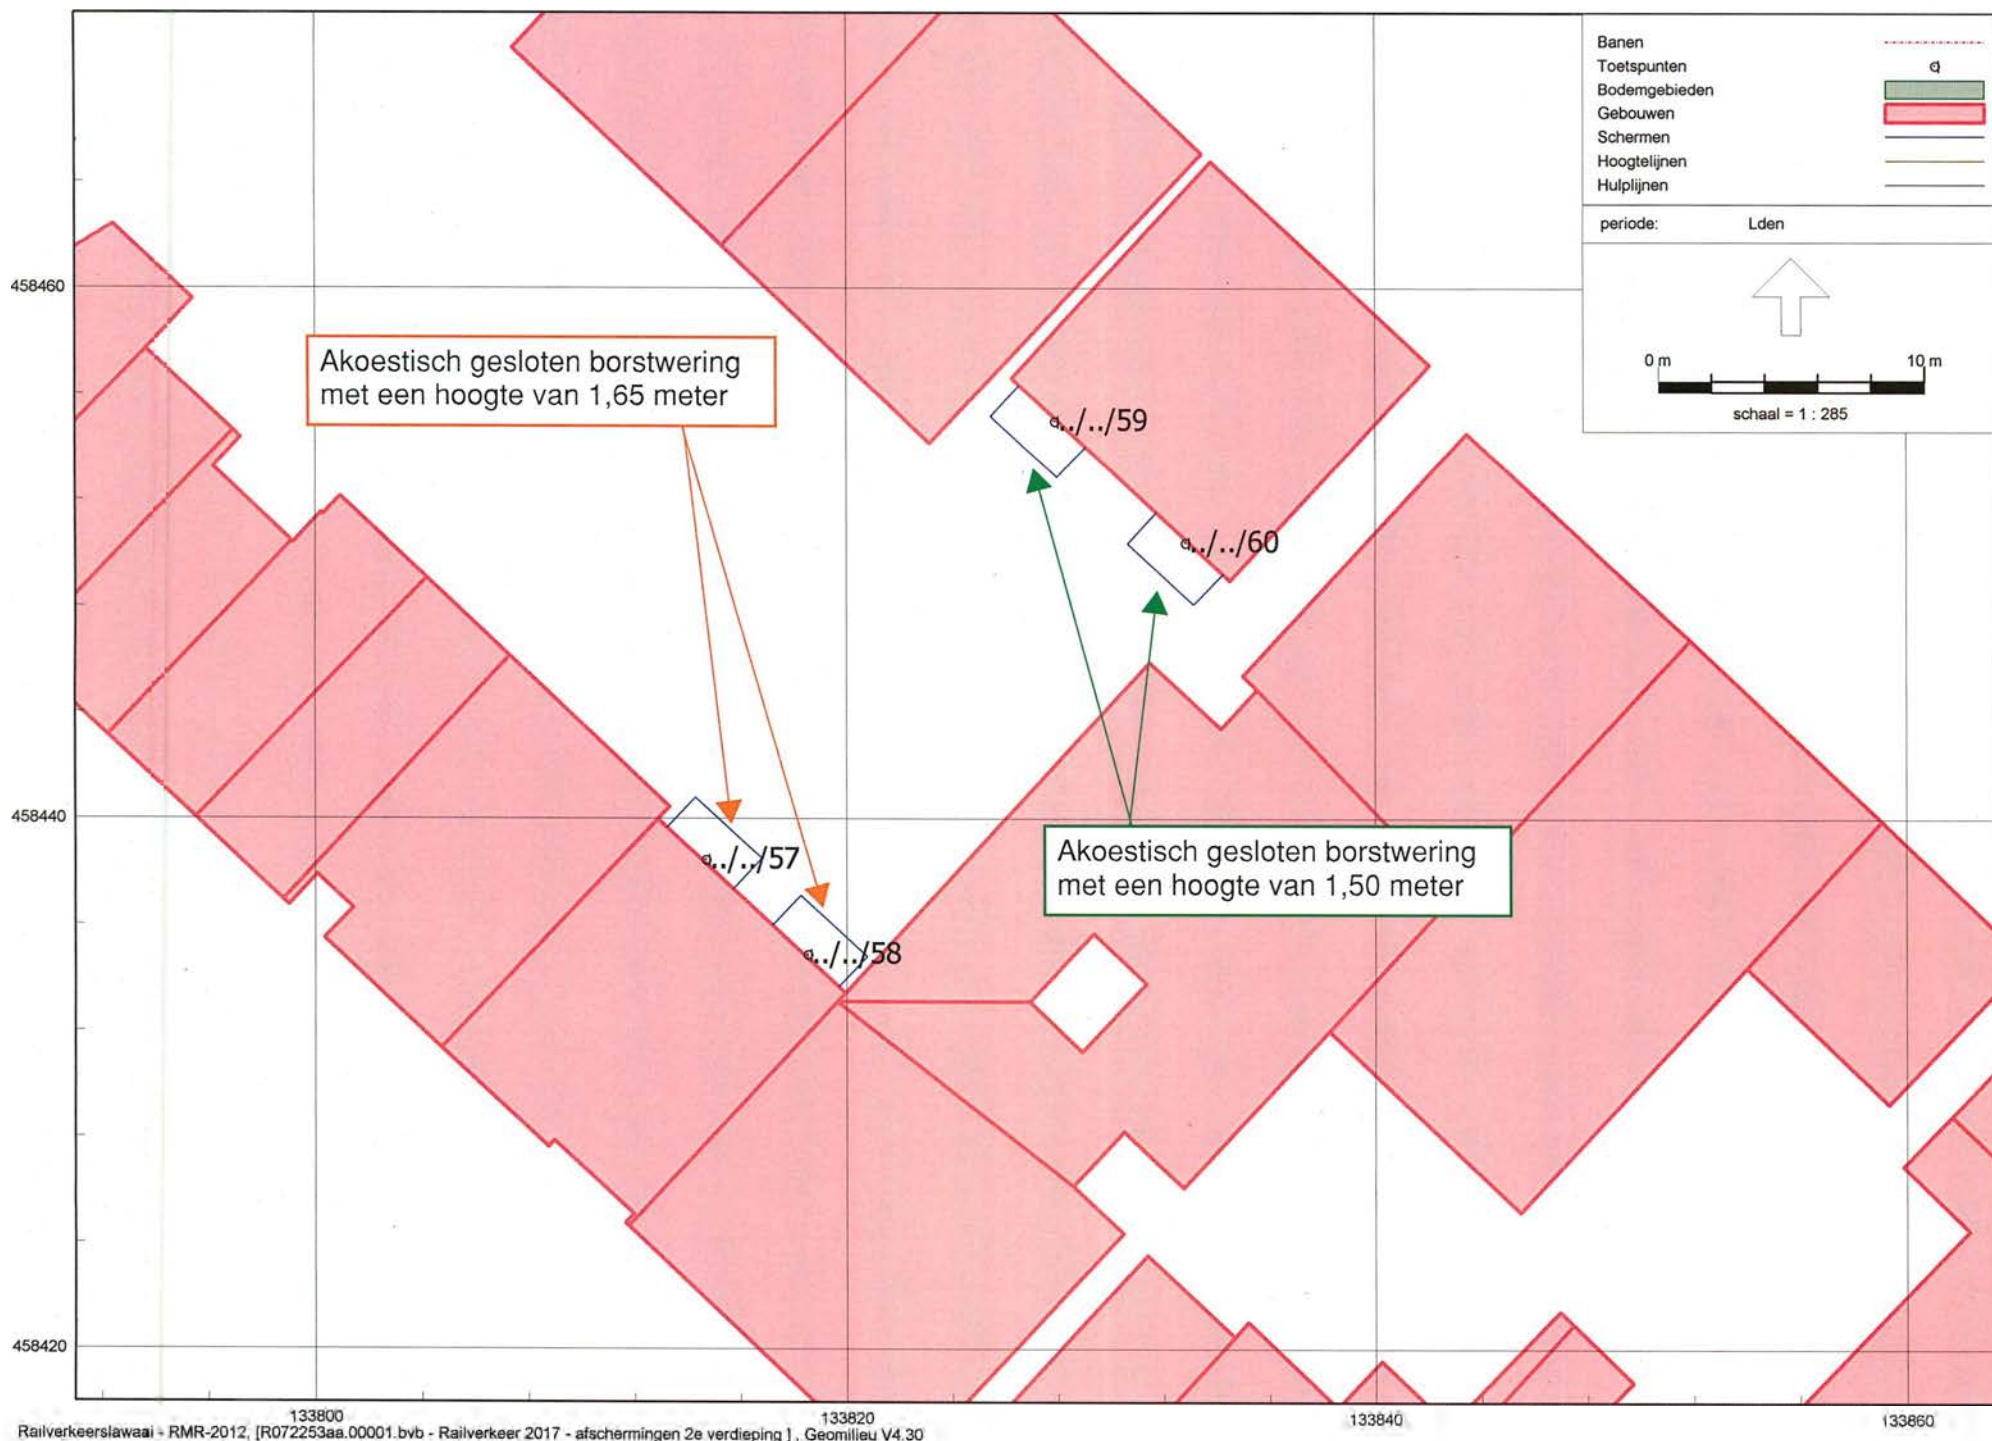 Banen
Toetspunten
Bodemgebieden
Gebouwen
Schermen
Hoogtelijnen
Hulplijnen
periode: Lden
0 m 10 m
schaal = 1 : 285
458460
458440
458420
Akoestisch gesloten borstwering
met een hoogte van 1,65 meter
../../59
../../60
../../57
../../58
Akoestisch gesloten borstwering
met een hoogte van 1,50 meter
133800
133820
133840
133860
Railverkeerslawaai - RMR-2012, [R072253aa.00001.bvb - Railverkeer 2017 - afschermingen 2e verdieping ] , Geomilieu V4.30